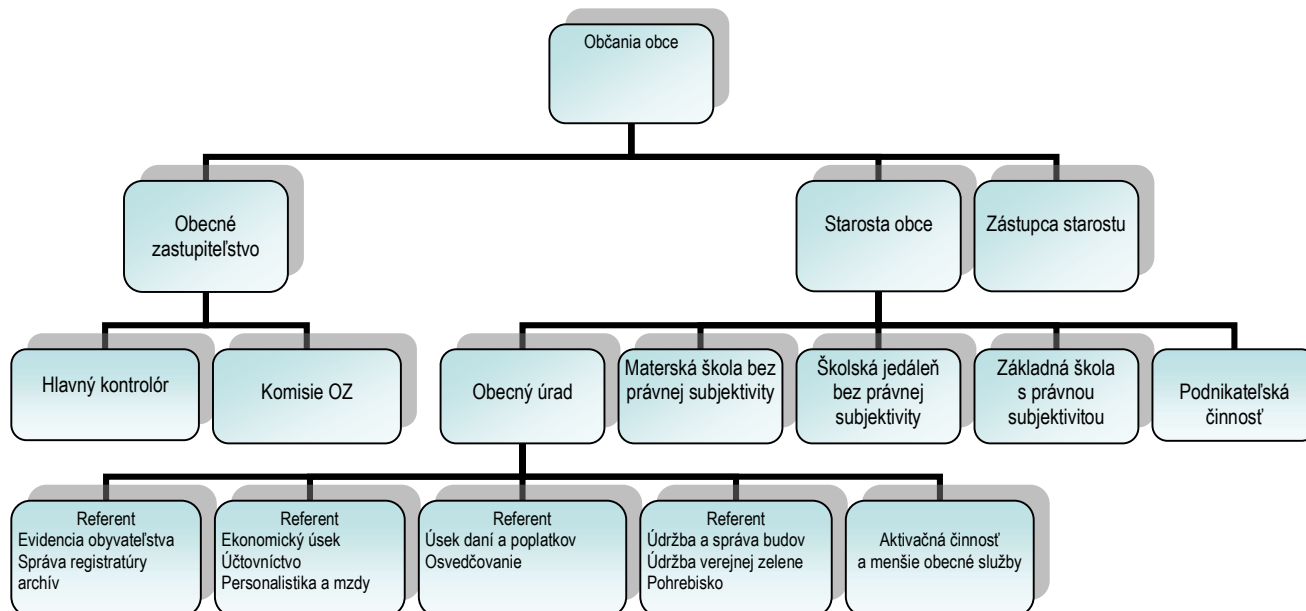 Občania obce
Obecné
zastupiteľstvo
Starosta obce
Zástupca starostu
Hlavný kontrolór
Komisie OZ
Obecný úrad
Materská škola bez
právnej subjektivity
Školská jedáleň
bez právnej
subjektivity
Základná škola
s právnou
subjektivitou
Podnikateľská
činnosť
Referent
Evidencia obyvateľstva
Správa registratúry
archív
Referent
Ekonomický úsek
Účtovníctvo
Personalistika a mzdy
Referent
Úsek daní a poplatkov
Osvedčovanie
Referent
Údržba a správa budov
Údržba verejnej zelene
Pohrebisko
Aktivačná činnosť
a menšie obecné služby